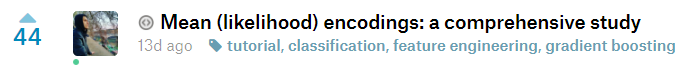 Mean (likelihood) encodings: a comprehensive study
44
13d ago tutorial, classification, feature engineering, gradient boosting